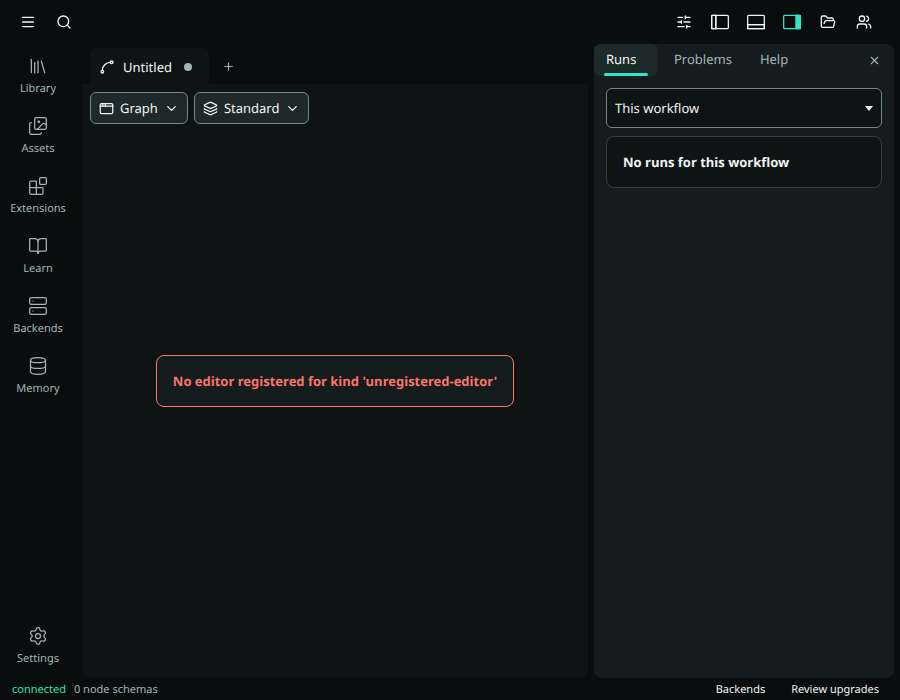 Library
Assets
Extensions
Learn
Backends
Memory
Settings
Untitled
Graph
Standard
No editor registered for kind 'unregistered-editor'
Runs
Problems
Help
This workflow
No runs for this workflow
connected
0 node schemas
Backends
Review upgrades